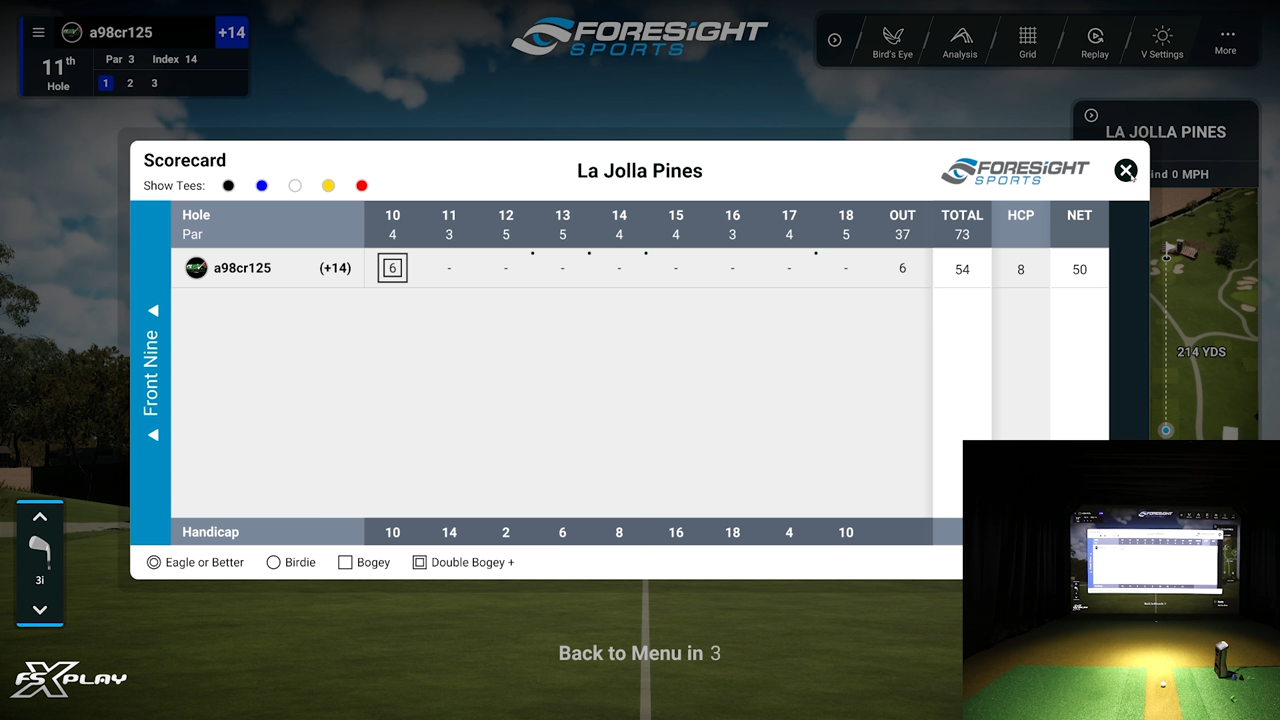 a98cr125 +14
11th Hole
Par 3 Index 14
1 2 3
FORESIGHT SPORTS
Bird's Eye Analysis Grid Replay V Settings More
LA JOLLA PINES
ind 0 MPH
214 YDS
Scorecard
Show Tees:
La Jolla Pines
FORESIGHT SPORTS
Front Nine
Hole 10 11 12 13 14 15 16 17 18 OUT TOTAL HCP NET
Par 4 3 5 5 4 4 3 4 5 37 73
a98cr125 (+14) 6 - - - - - - - - 6 54 8 50
Handicap 10 14 2 6 8 16 18 4 10
Eagle or Better Birdie Bogey Double Bogey +
3i
Back to Menu in 3
FSX PLAY